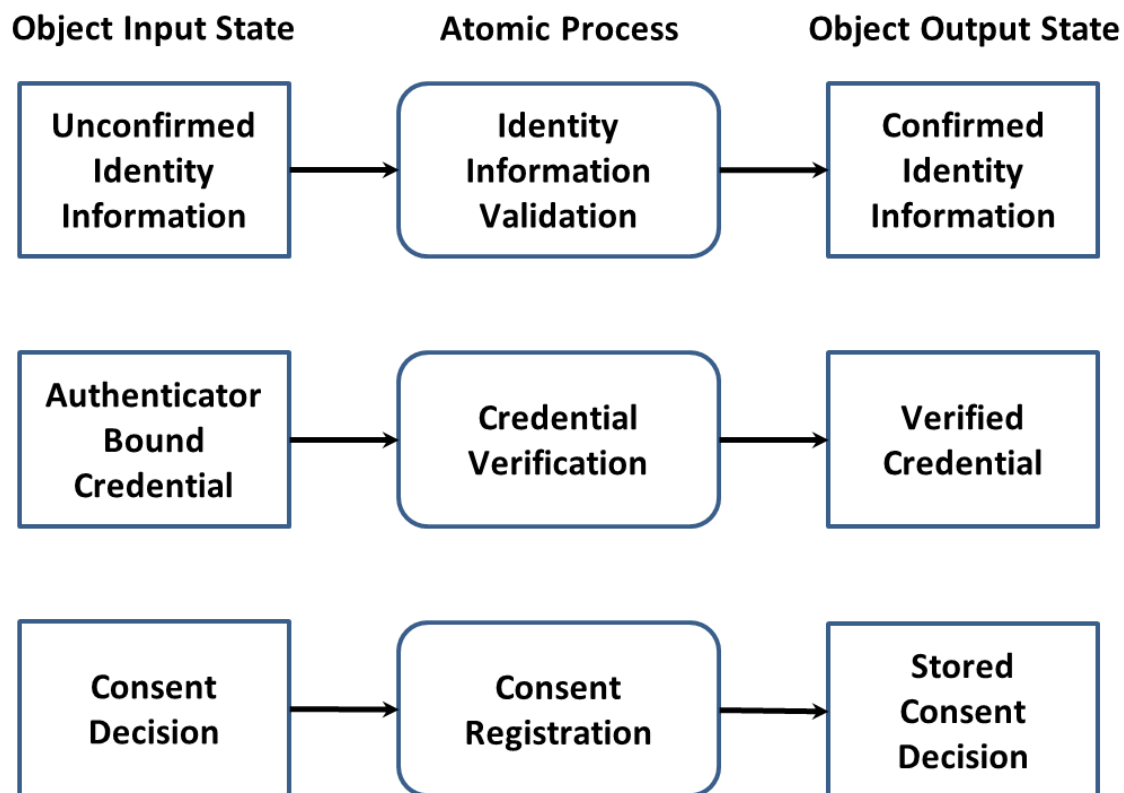 Object Input State
Atomic Process
Object Output State
Unconfirmed
Identity
Information
Identity
Information
Validation
Confirmed
Identity
Information
Authenticator
Bound
Credential
Credential
Verification
Verified
Credential
Consent
Decision
Consent
Registration
Stored
Consent
Decision